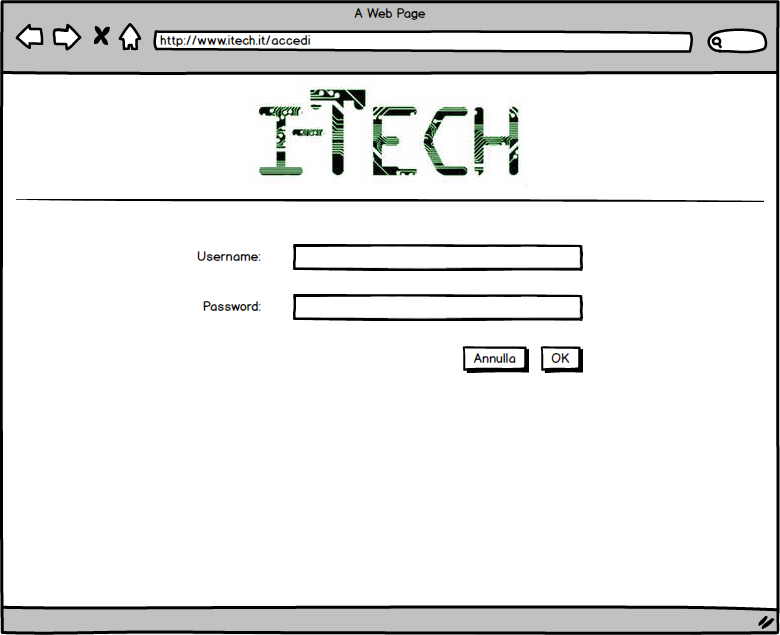 A Web Page
http://www.itech.it/accedi
ITECH
Username:
Password:
Annulla OK